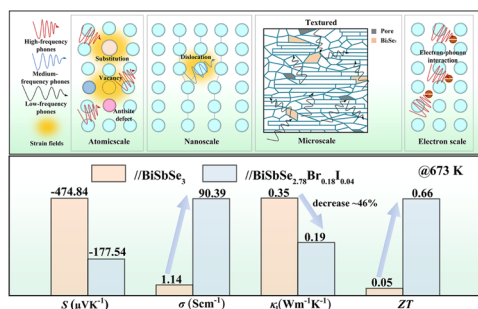 High-frequency
phones
Medium-
frequency phones
Low-frequency
phones
Strain fields
Substitution
Vacancy
Antisite
defect
Atomicscale
Dislocation
Nanoscale
Textured
Pore
Bi₂Se₃
Microscale
Electron-phonon
interaction
Electron scale
//BiSbSe₃
//BiSbSe₂.₇₈Br₀.₁₈I₀.₀₄
@673 K
-474.84
-177.54
1.14
90.39
0.35
decrease ~46%
0.19
0.05
0.66
S (μVK⁻¹)
σ (Scm⁻¹)
(Wm⁻¹K⁻¹)
ZT